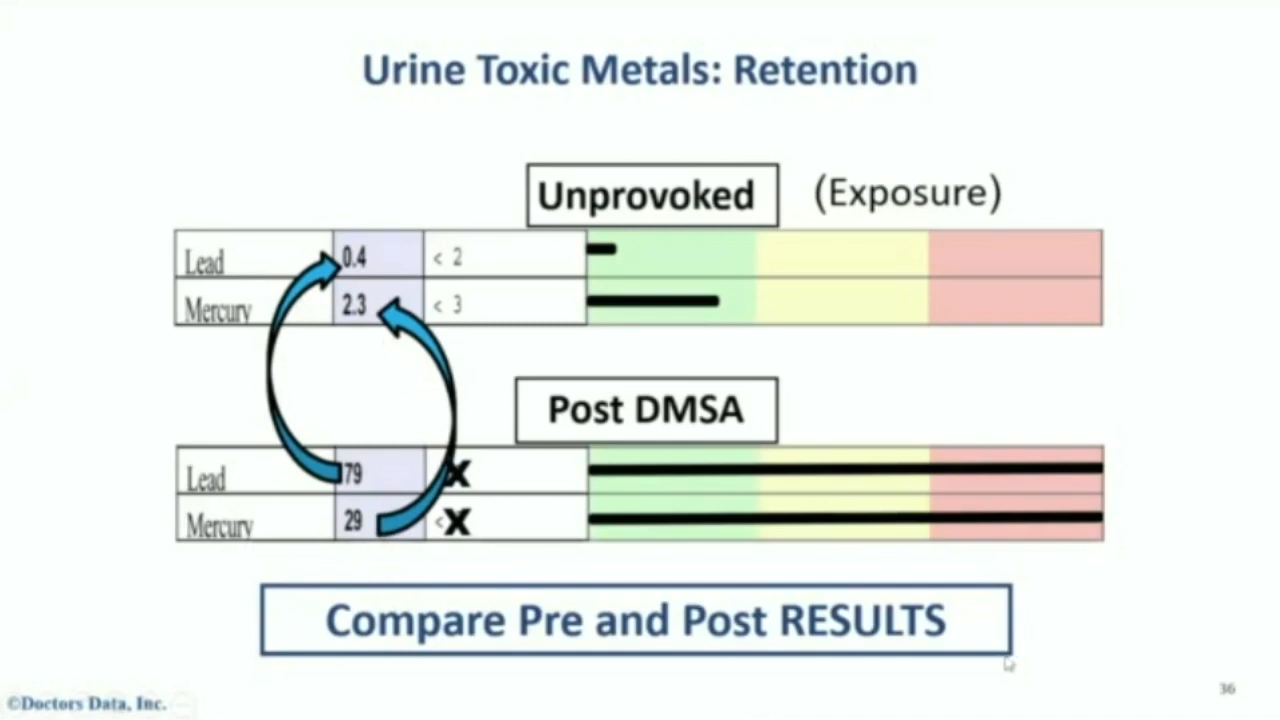 Urine Toxic Metals: Retention
Unprovoked (Exposure)
Lead 0.4 < 2
Mercury 2.3 < 3
Post DMSA
Lead 79 X
Mercury 29 < X
Compare Pre and Post RESULTS
©Doctors Data, Inc. 36